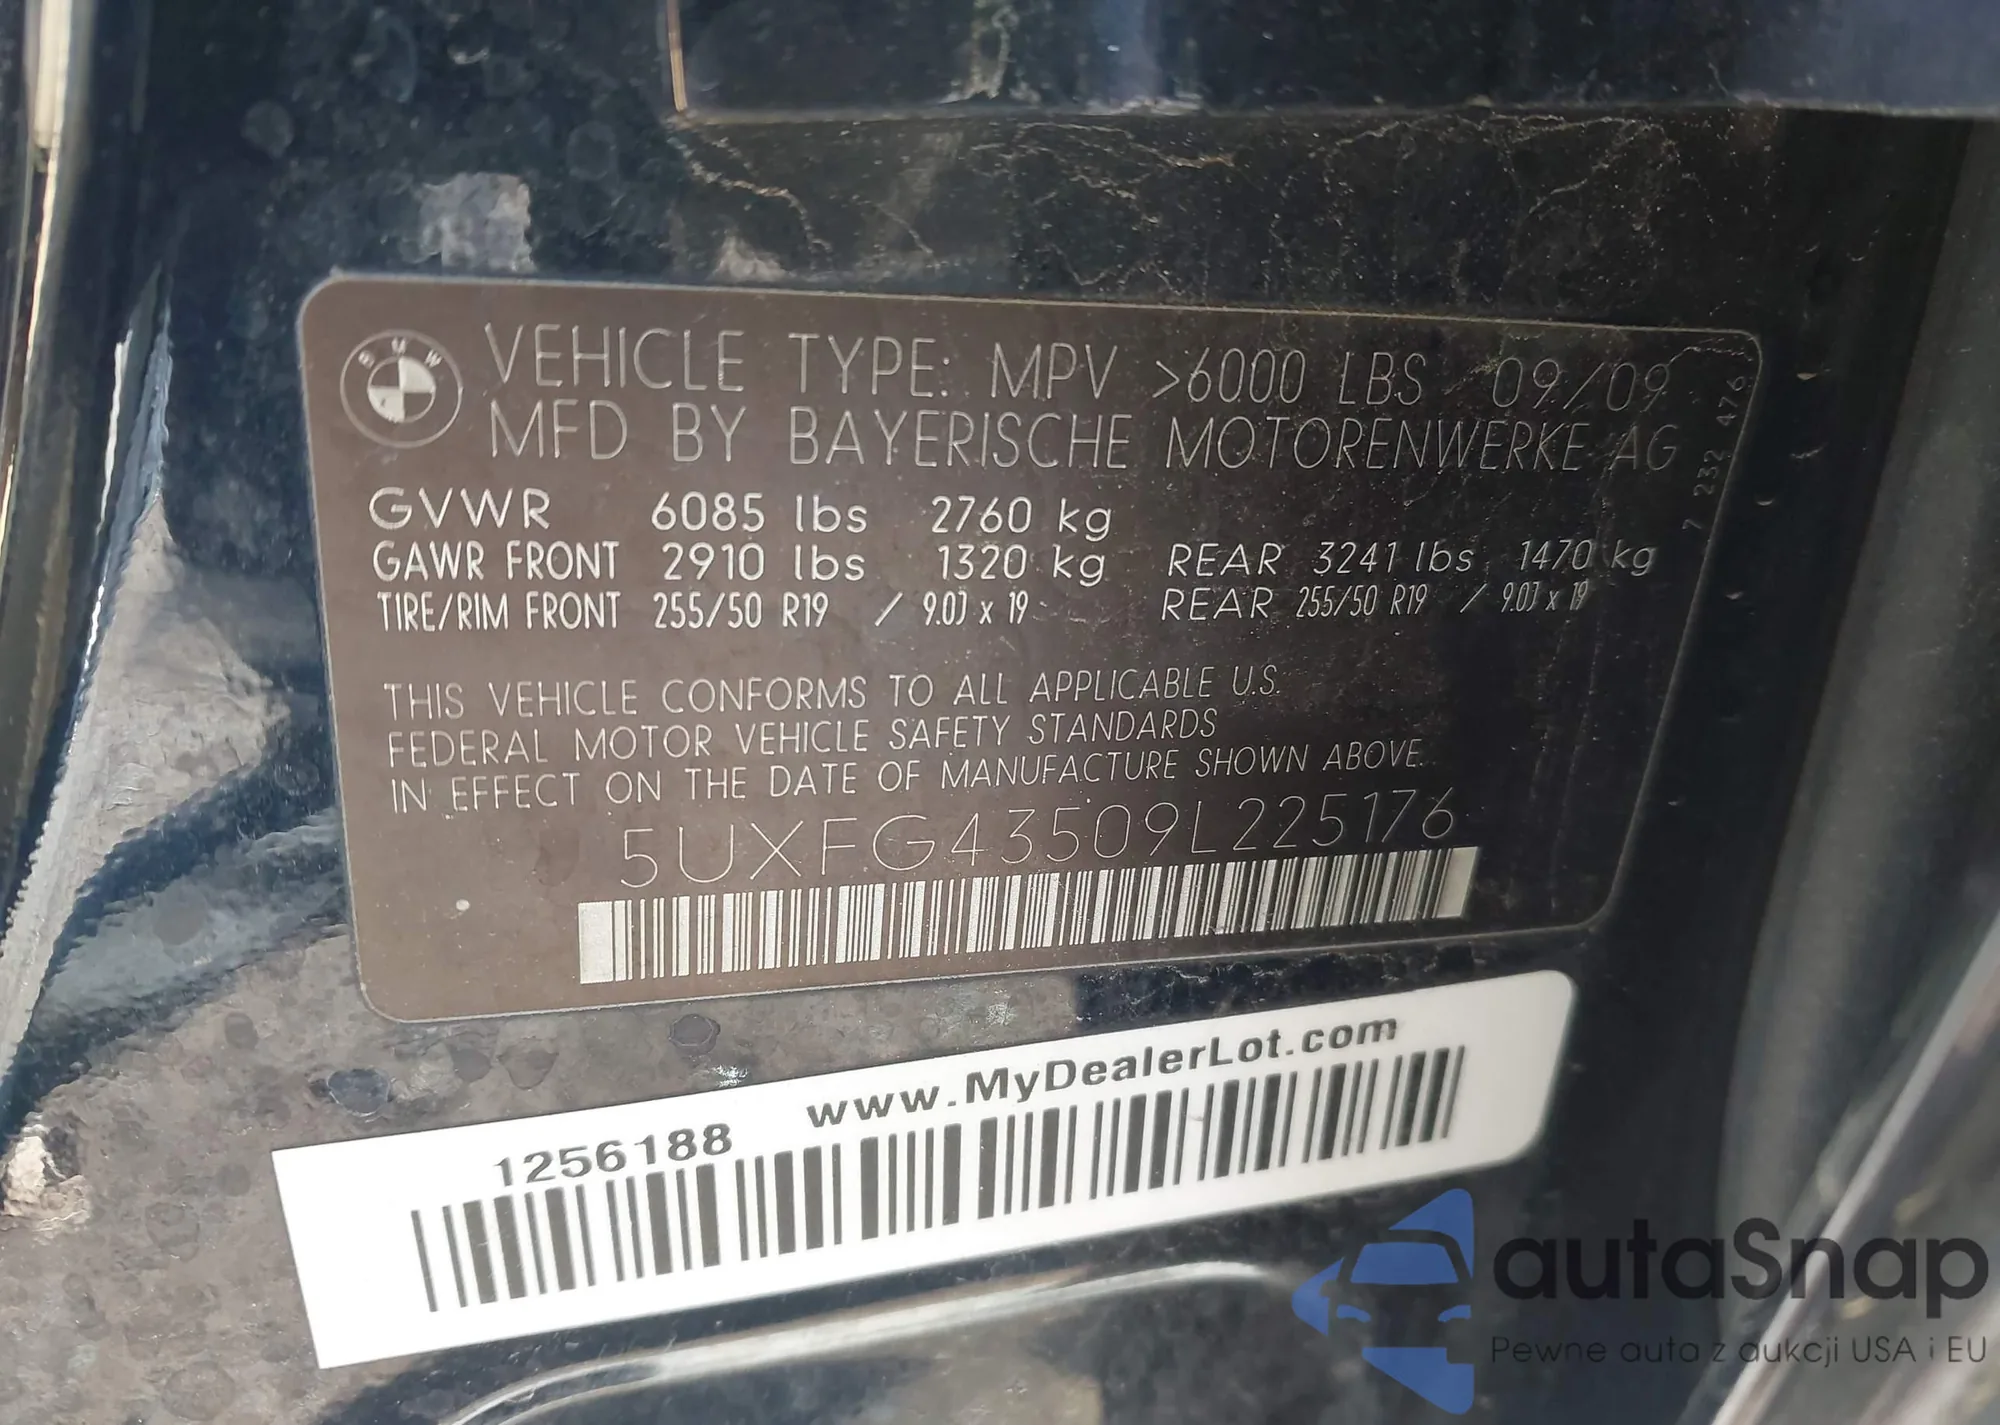 BMW
VEHICLE TYPE: MPV >6000 LBS 09/09
MFD BY BAYERISCHE MOTORENWERKE AG
7 232 476
GVWR 6085 lbs 2760 kg
GAWR FRONT 2910 lbs 1320 kg REAR 3241 lbs 1470 kg
TIRE/RIM FRONT 255/50 R19 / 9.0J x 19 REAR 255/50 R19 / 9.0J x 19
THIS VEHICLE CONFORMS TO ALL APPLICABLE U.S.
FEDERAL MOTOR VEHICLE SAFETY STANDARDS
IN EFFECT ON THE DATE OF MANUFACTURE SHOWN ABOVE.
5UXFG43509L225176
1256188 www.MyDealerLot.com
autaSnap
Pewne auta z aukcji USA i EU